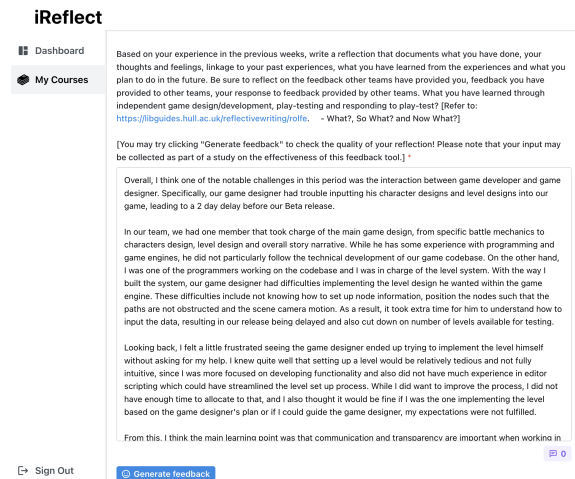 iReflect
Dashboard
My Courses
Based on your experience in the previous weeks, write a reflection that documents what you have done, your
thoughts and feelings, linkage to your past experiences, what you have learned from the experiences and what you
plan to do in the future. Be sure to reflect on the feedback other teams have provided you, feedback you have
provided to other teams, your response to feedback provided by other teams. What you have learned through
independent game design/development, play-testing and responding to play-test? [Refer to:
https://libguides.hull.ac.uk/reflectivewriting/rolfe. - What?, So What? and Now What?]
[You may try clicking "Generate feedback" to check the quality of your reflection! Please note that your input may
be collected as part of a study on the effectiveness of this feedback tool.] *
Overall, I think one of the notable challenges in this period was the interaction between game developer and game
designer. Specifically, our game designer had trouble inputting his character designs and level designs into our
game, leading to a 2 day delay before our Beta release.
In our team, we had one member that took charge of the main game design, from specific battle mechanics to
characters design, level design and overall story narrative. While he has some experience with programming and
game engines, he did not particularly follow the technical development of our game codebase. On the other hand,
I was one of the programmers working on the codebase and I was in charge of the level system. With the way I
built the system, our game designer had difficulties implementing the level design he wanted within the game
engine. These difficulties include not knowing how to set up node information, position the nodes such that the
paths are not obstructed and the scene camera motion. As a result, it took extra time for him to understand how to
input the data, resulting in our release being delayed and also cut down on number of levels available for testing.
Looking back, I felt a little frustrated seeing the game designer ended up trying to implement the level himself
without asking for my help. I knew quite well that setting up a level would be relatively tedious and not fully
intuitive, since I was more focused on developing functionality and also did not have much experience in editor
scripting which could have streamlined the level set up process. While I did want to improve the process, I did not
have enough time to allocate to that, and I also thought it would be fine if I was the one implementing the level
based on the game designer's plan or if I could guide the game designer, my expectations were not fulfilled.
From this, I think the main learning point was that communication and transparency are important when working in
0
Sign Out
Generate feedback